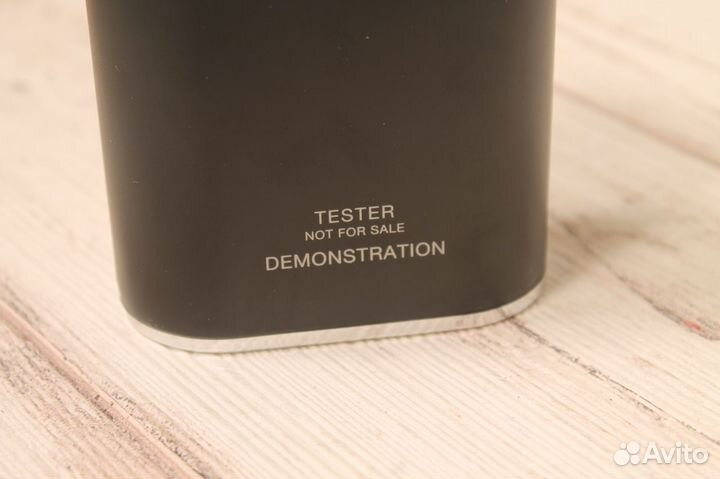 TESTER
NOT FOR SALE
DEMONSTRATION
Avito